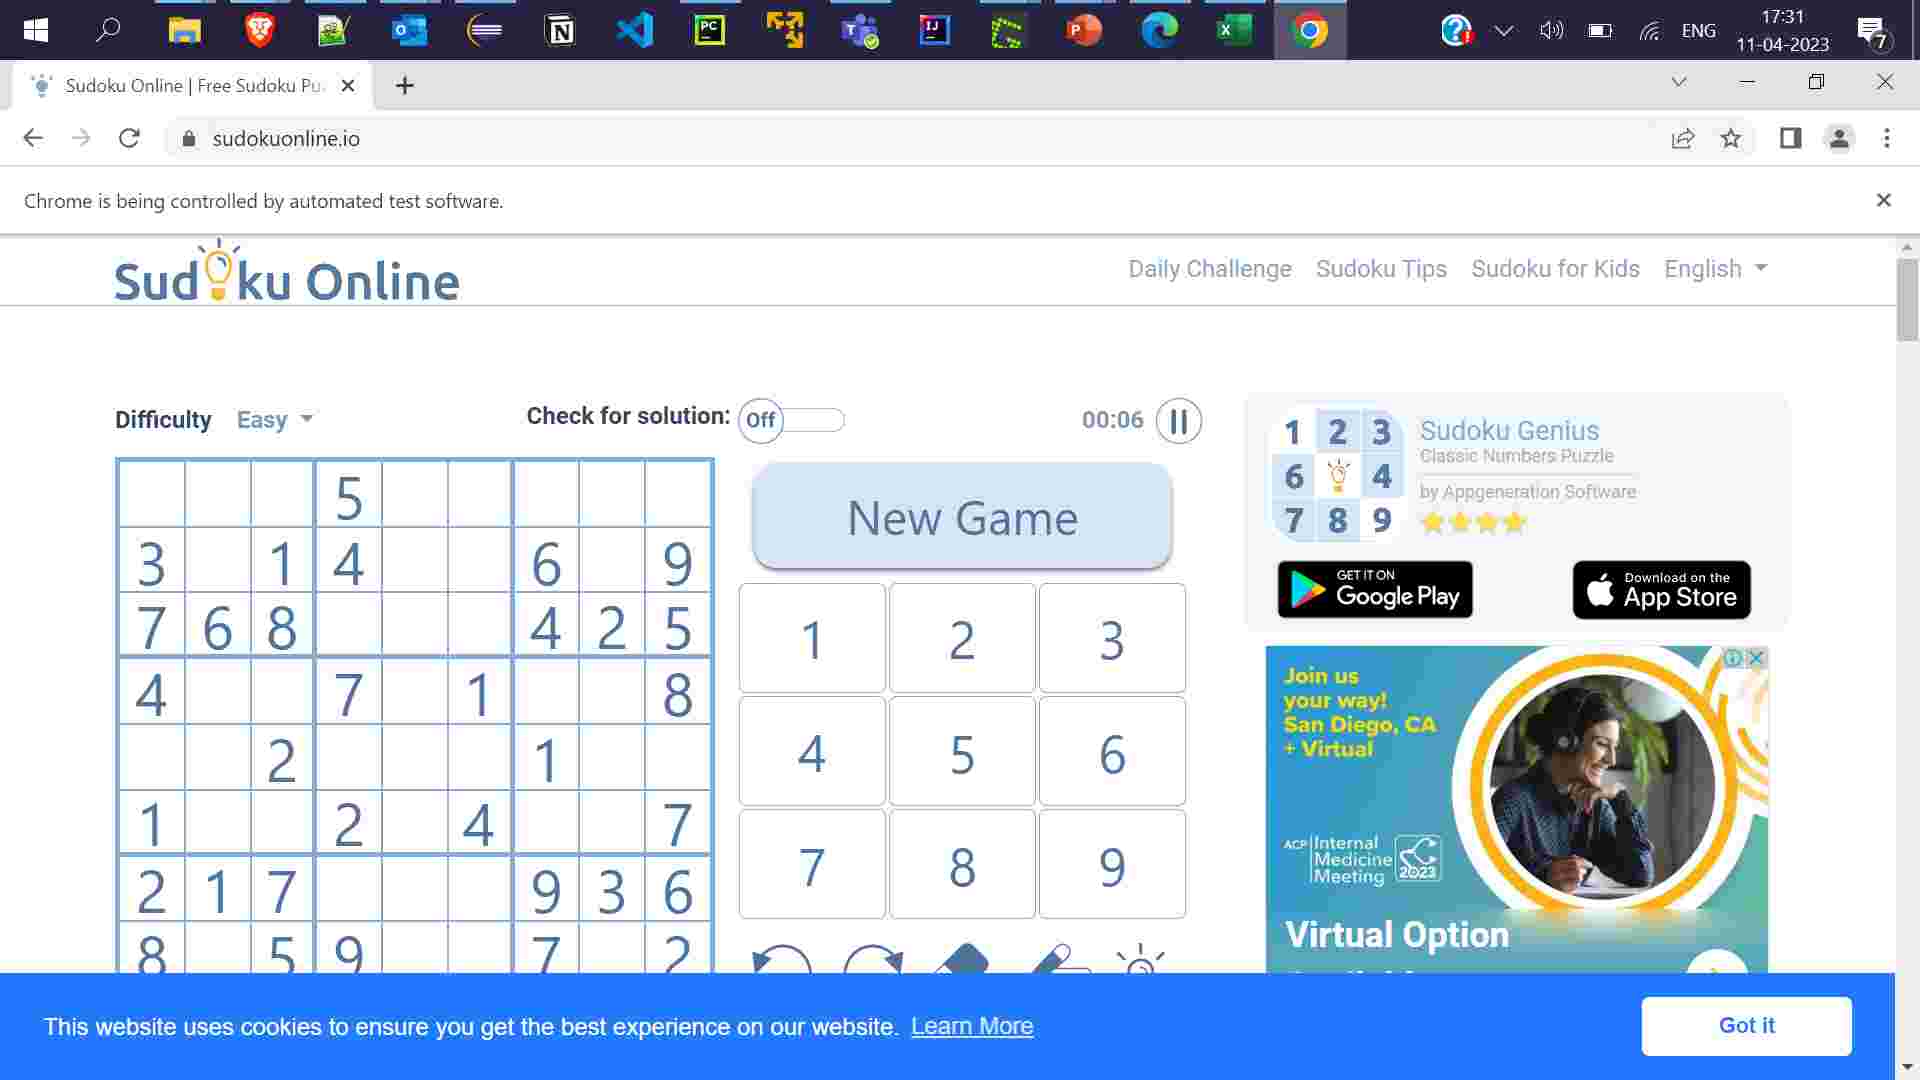 ENG
17:31
11-04-2023
7
Sudoku Online | Free Sudoku Pu
sudokuonline.io
Chrome is being controlled by automated test software.
Sudoku Online
Daily Challenge Sudoku Tips Sudoku for Kids English
Difficulty Easy Check for solution: Off 00:06
5
3 1 4 6 9
7 6 8 4 2 5
4 7 1 8
2 1
1 2 4 7
2 1 7 9 3 6
8 5 9 7 2
New Game
1 2 3
4 5 6
7 8 9
1 2 3
6 4
7 8 9
Sudoku Genius
Classic Numbers Puzzle
by Appgeneration Software
GET IT ON
Google Play
Download on the
App Store
Join us
your way!
San Diego, CA
+ Virtual
ACP Internal
Medicine
Meeting 2023
Virtual Option
This website uses cookies to ensure you get the best experience on our website. Learn More
Got it